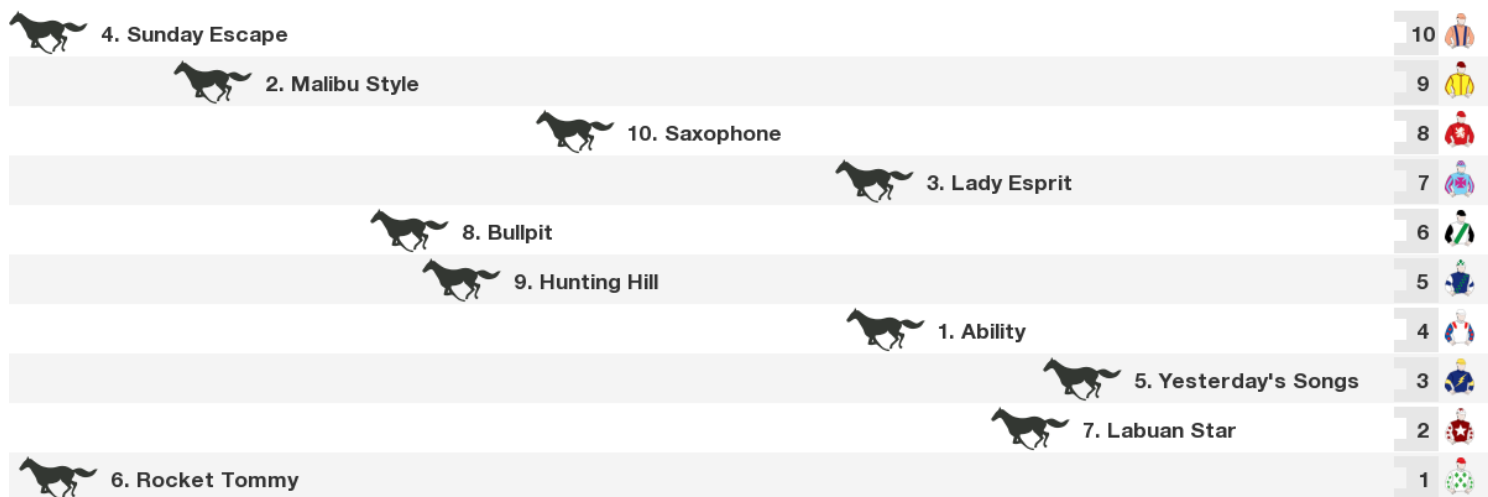 4. Sunday Escape 10
2. Malibu Style 9
10. Saxophone 8
3. Lady Esprit 7
8. Bullpit 6
9. Hunting Hill 5
1. Ability 4
5. Yesterday's Songs 3
7. Labuan Star 2
6. Rocket Tommy 1